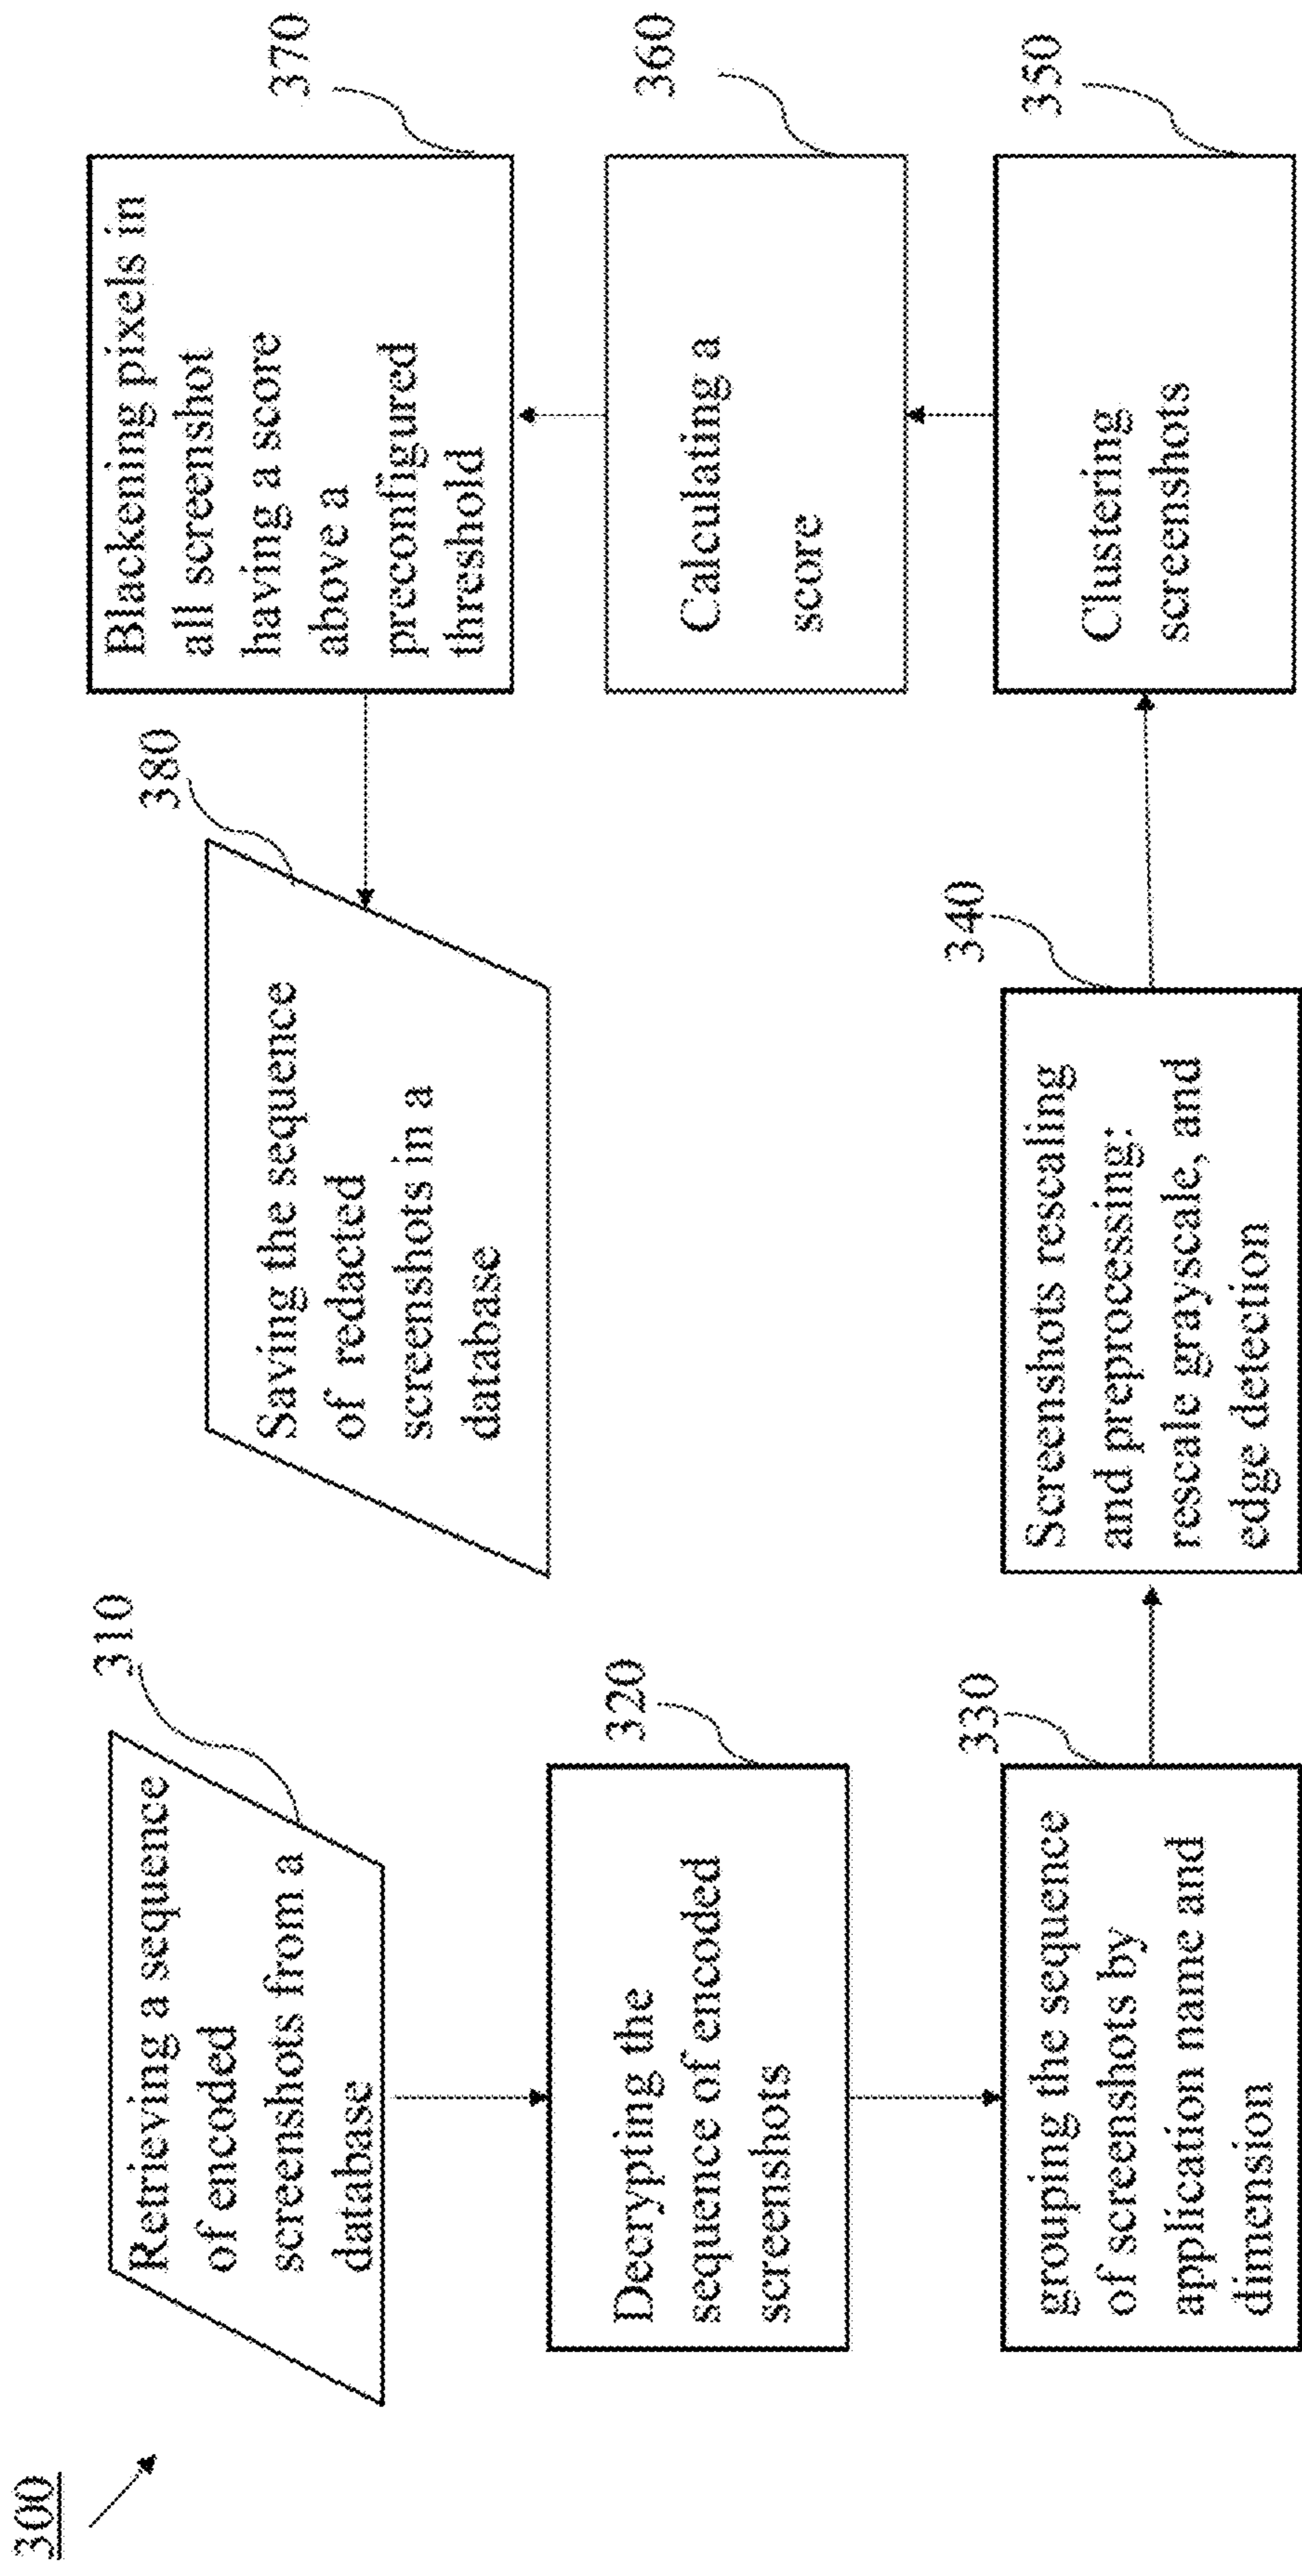 300
310
Retrieving a sequence
of encoded
screenshots from a
database
320
Decrypting the
sequence of encoded
screenshots
330
grouping the sequence
of screenshots by
application name and
dimension
340
Screenshots rescaling
and preprocessing:
rescale grayscale, and
edge detection
350
Clustering
screenshots
360
Calculating a
score
370
Blackening pixels in
all screenshot
having a score
above a
preconfigured
threshold
380
Saving the sequence
of redacted
screenshots in a
database